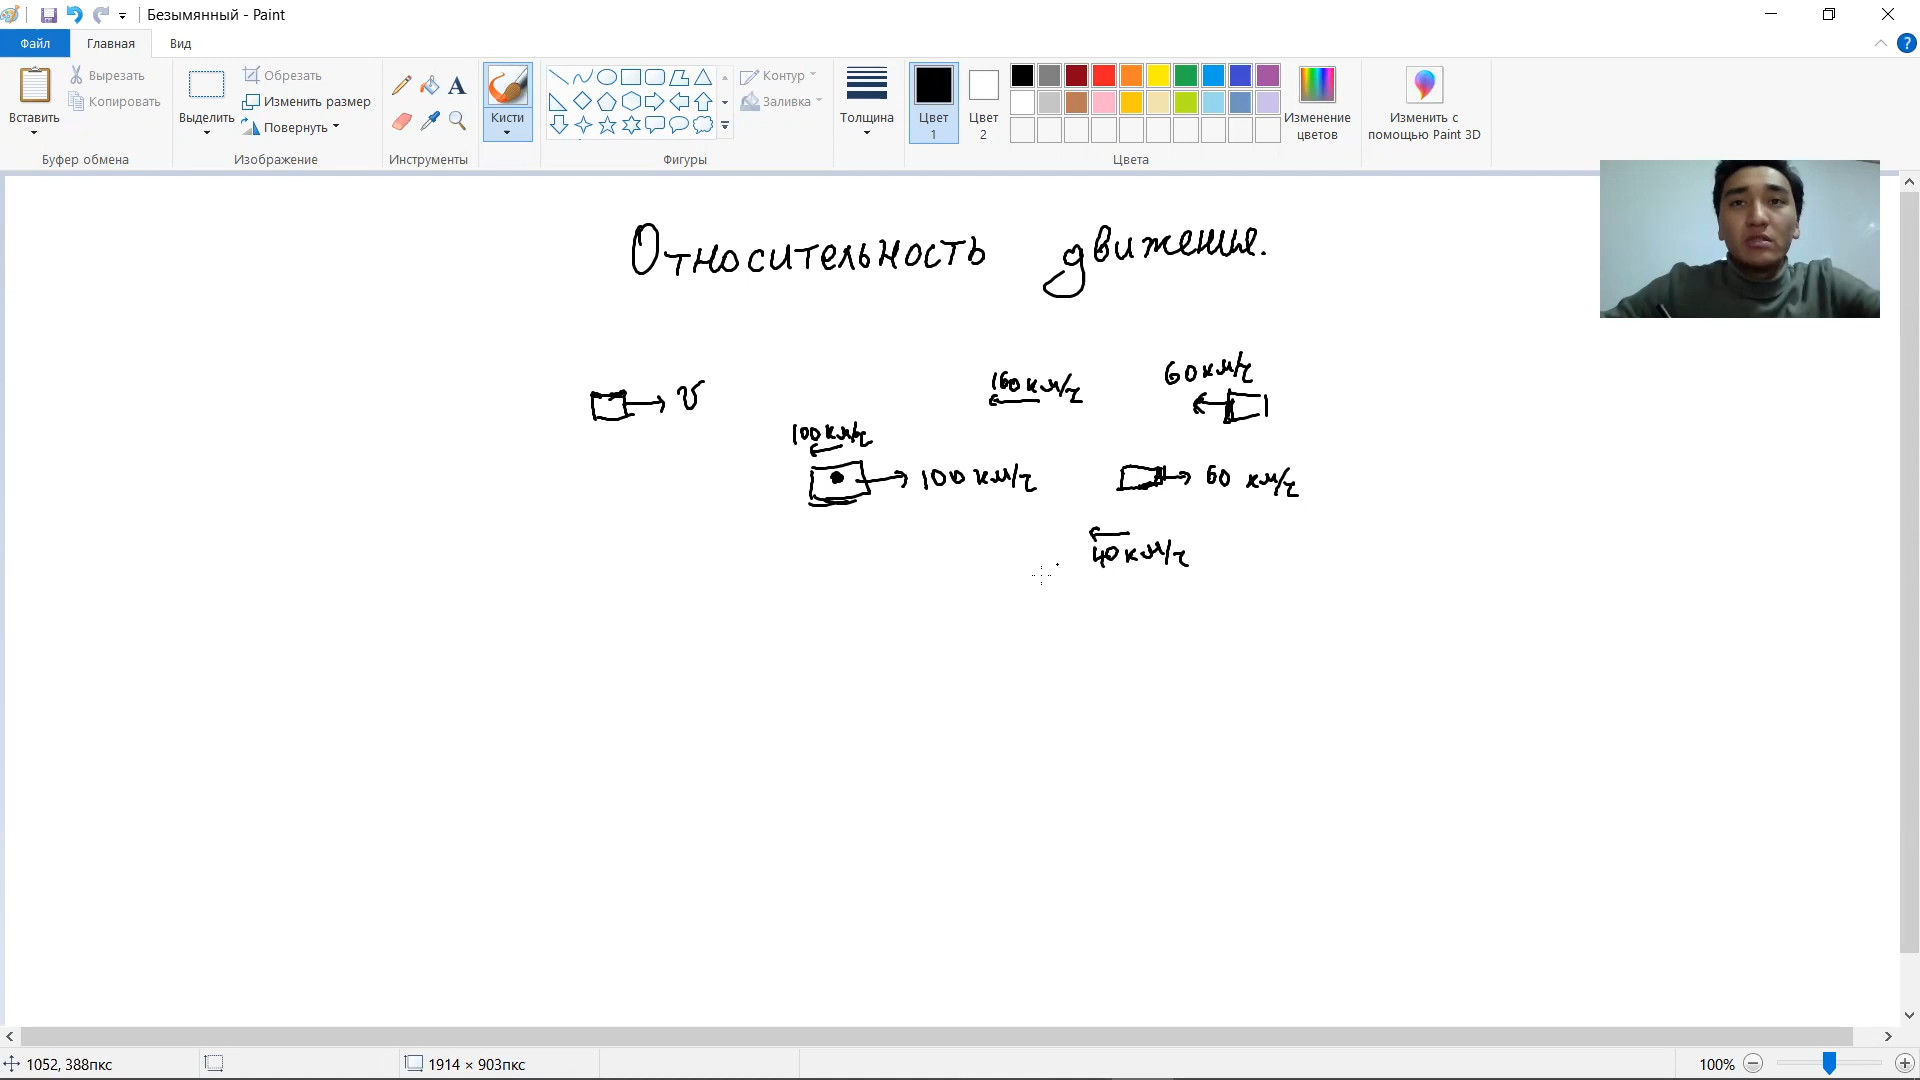 Безымянный - Paint
Файл Главная Вид
Вставить
Вырезать
Копировать
Буфер обмена
Выделить
Обрезать
Изменить размер
Повернуть
Изображение
A
Инструменты
Кисти
Контур
Заливка
Фигуры
Толщина
Цвет 1
Цвет 2
Изменение цветов
Цвета
Изменить с помощью Paint 3D
Относительность движения.
160 км/ч
60 км/ч
v
100 км/ч
100 км/ч
60 км/ч
40 км/ч
1052, 388пкс
1914 × 903пкс
100%